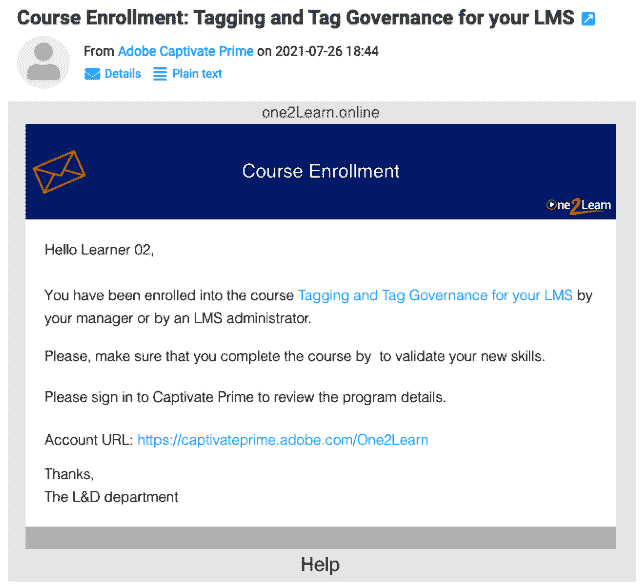 Course Enrollment: Tagging and Tag Governance for your LMS
From Adobe Captivate Prime on 2021-07-26 18:44
Details Plain text
one2Learn.online
Course Enrollment
One2Learn
Hello Learner 02,
You have been enrolled into the course Tagging and Tag Governance for your LMS by
your manager or by an LMS administrator.
Please, make sure that you complete the course by  to validate your new skills.
Please sign in to Captivate Prime to review the program details.
Account URL: https://captivateprime.adobe.com/One2Learn
Thanks,
The L&D department
Help